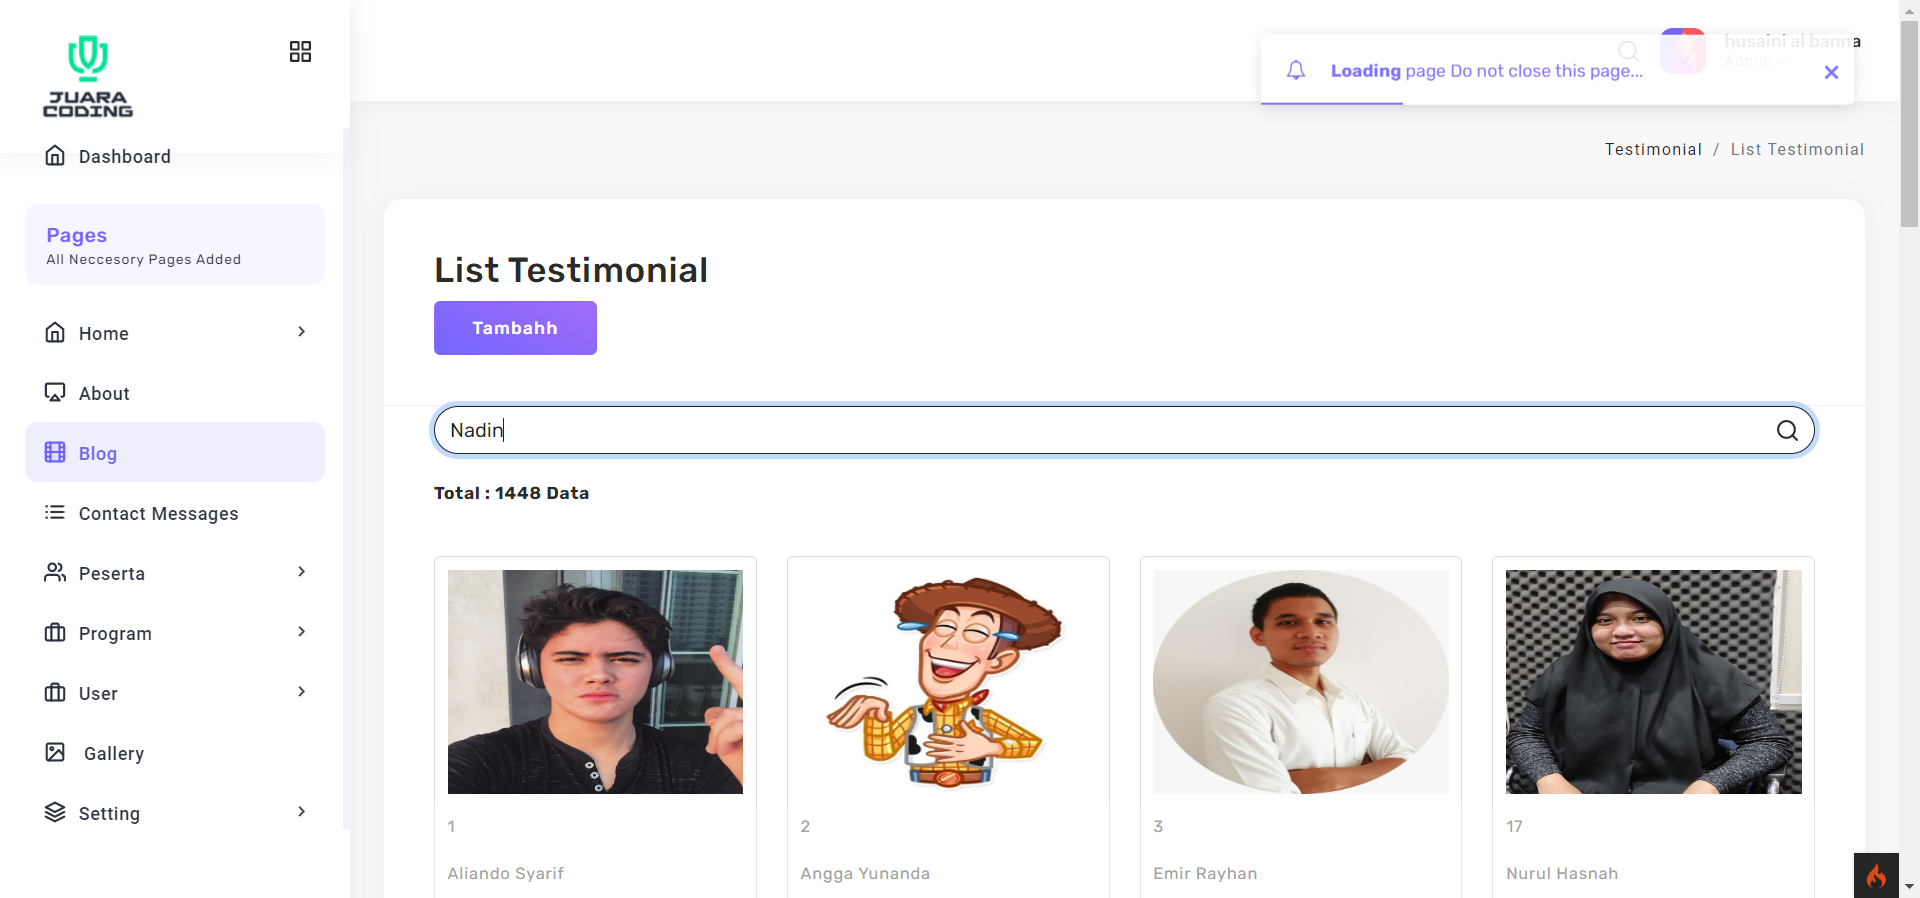 JUARA
CODING
husaini al banna
Admin
Loading page Do not close this page...
Dashboard
Testimonial / List Testimonial
Pages
All Neccesory Pages Added
List Testimonial
Tambahh
Home
About
Nadin
Blog
Total : 1448 Data
Contact Messages
Peserta
Program
User
Gallery
Setting
1
2
3
17
Aliando Syarif
Angga Yunanda
Emir Rayhan
Nurul Hasnah